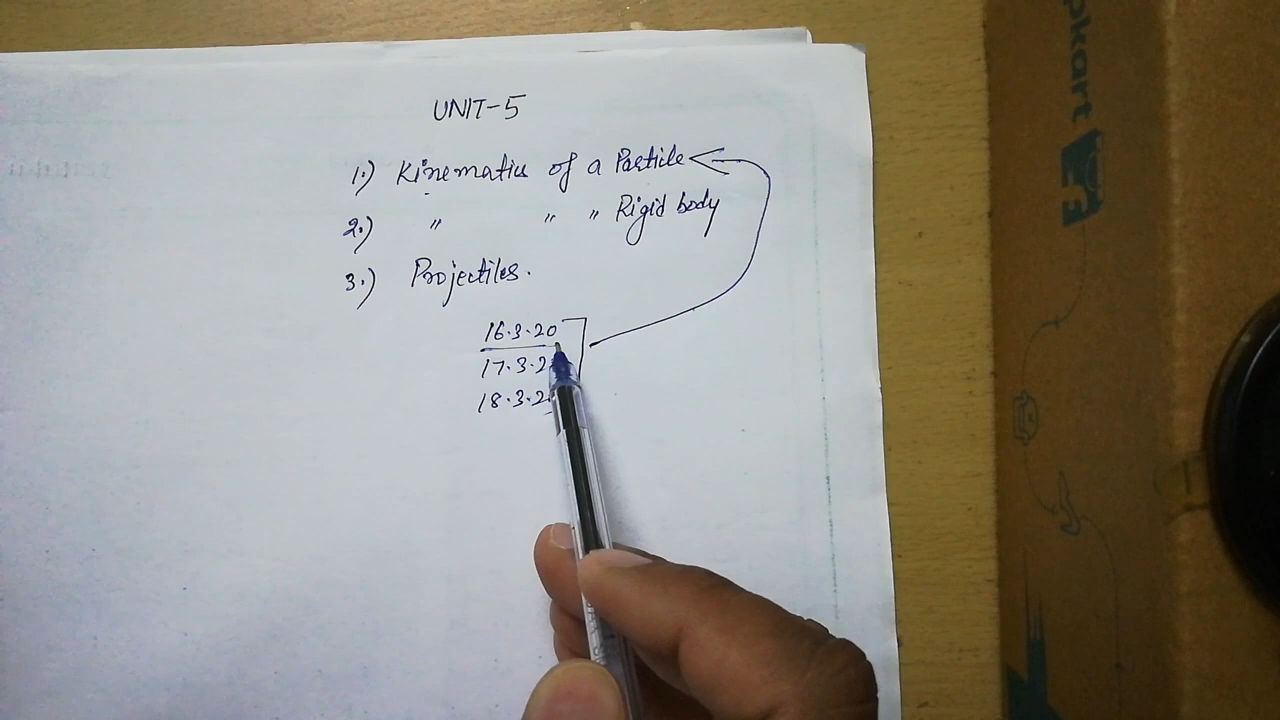 UNIT-5
1.) Kinematics of a Particle
2.) " " " Rigid body
3.) Projectiles.
16.3.20
17.3.2
18.3.2
pkart